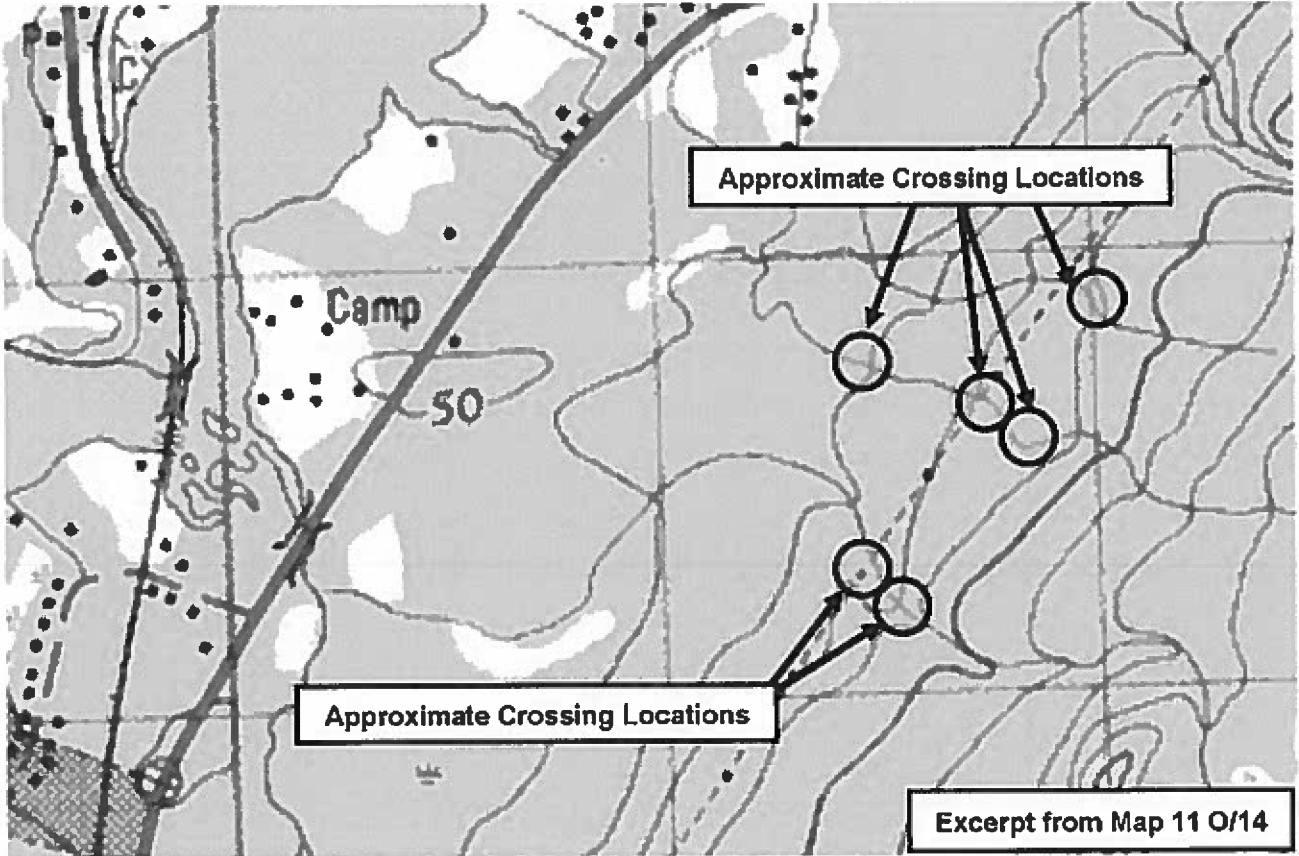 Approximate Crossing Locations
Camp
50
Approximate Crossing Locations
Excerpt from Map 11 O/14